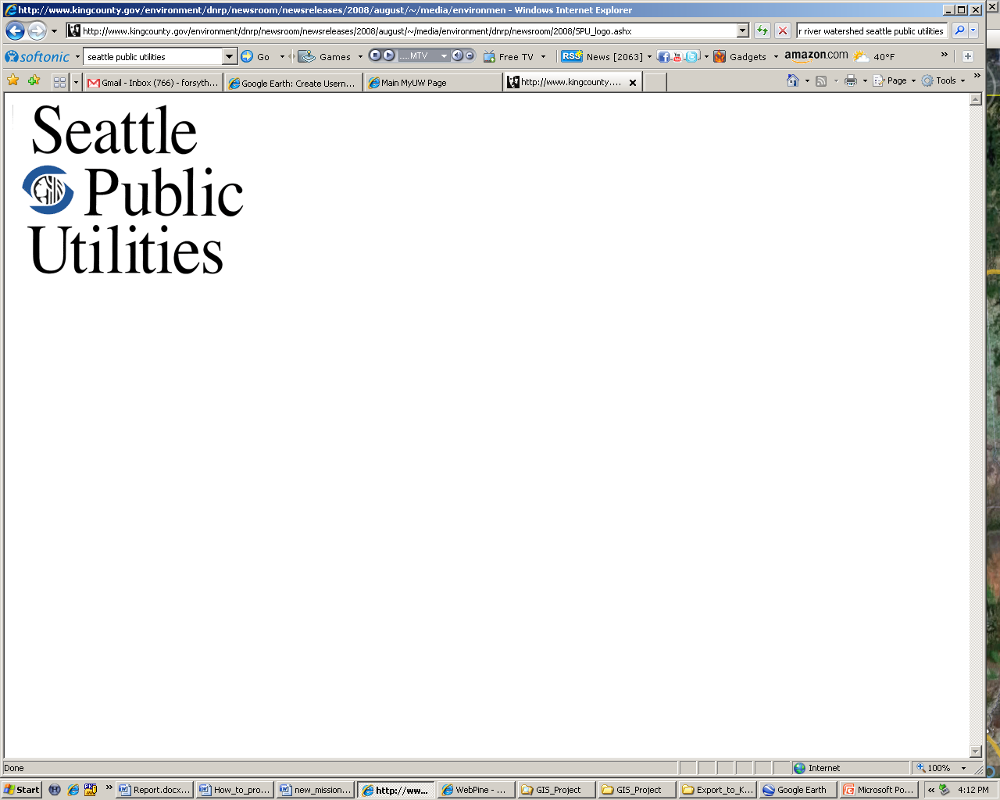 http://www.kingcounty.gov/environment/dnrp/newsroom/newsreleases/2008/august/~/media/environmen - Windows Internet Explorer
http://www.kingcounty.gov/environment/dnrp/newsroom/newsreleases/2008/august/~/media/environment/dnrp/newsroom/2008/SPU_logo.ashx
r river watershed seattle public utilities
softonic seattle public utilities Go Games .....MTV Free TV RSS News [2063] Gadgets amazon.com 40°F
Gmail - Inbox (766) - forsyth... Google Earth: Create Usern... Main MyUW Page http://www.kingcounty.... Page Tools
Seattle
Public
Utilities
Done Internet 100%
Start Report.docx... How_to_pro... new_mission... http://ww... WebPine - ... GIS_Project GIS_Project Export_to_K... Google Earth Microsoft Po... 4:12 PM